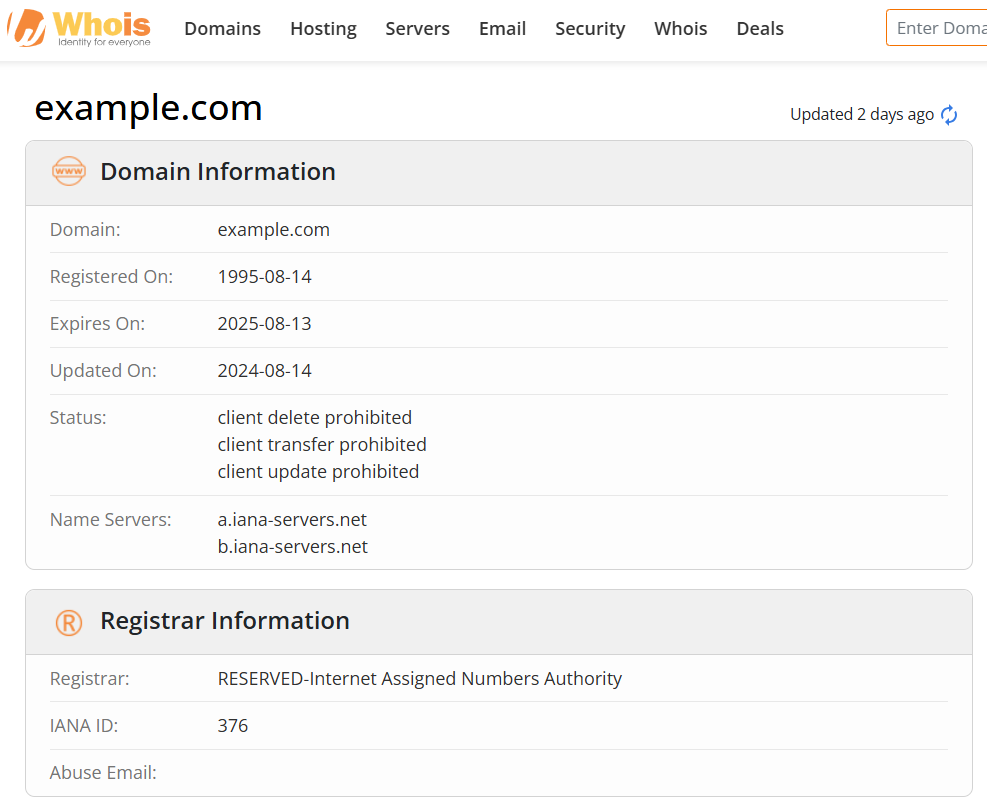 Whois
Identity for everyone
Domains Hosting Servers Email Security Whois Deals
Enter Doma
example.com
Updated 2 days ago
www
Domain Information
Domain: example.com
Registered On: 1995-08-14
Expires On: 2025-08-13
Updated On: 2024-08-14
Status: client delete prohibited
client transfer prohibited
client update prohibited
Name Servers: a.iana-servers.net
b.iana-servers.net
® Registrar Information
Registrar: RESERVED-Internet Assigned Numbers Authority
IANA ID: 376
Abuse Email: